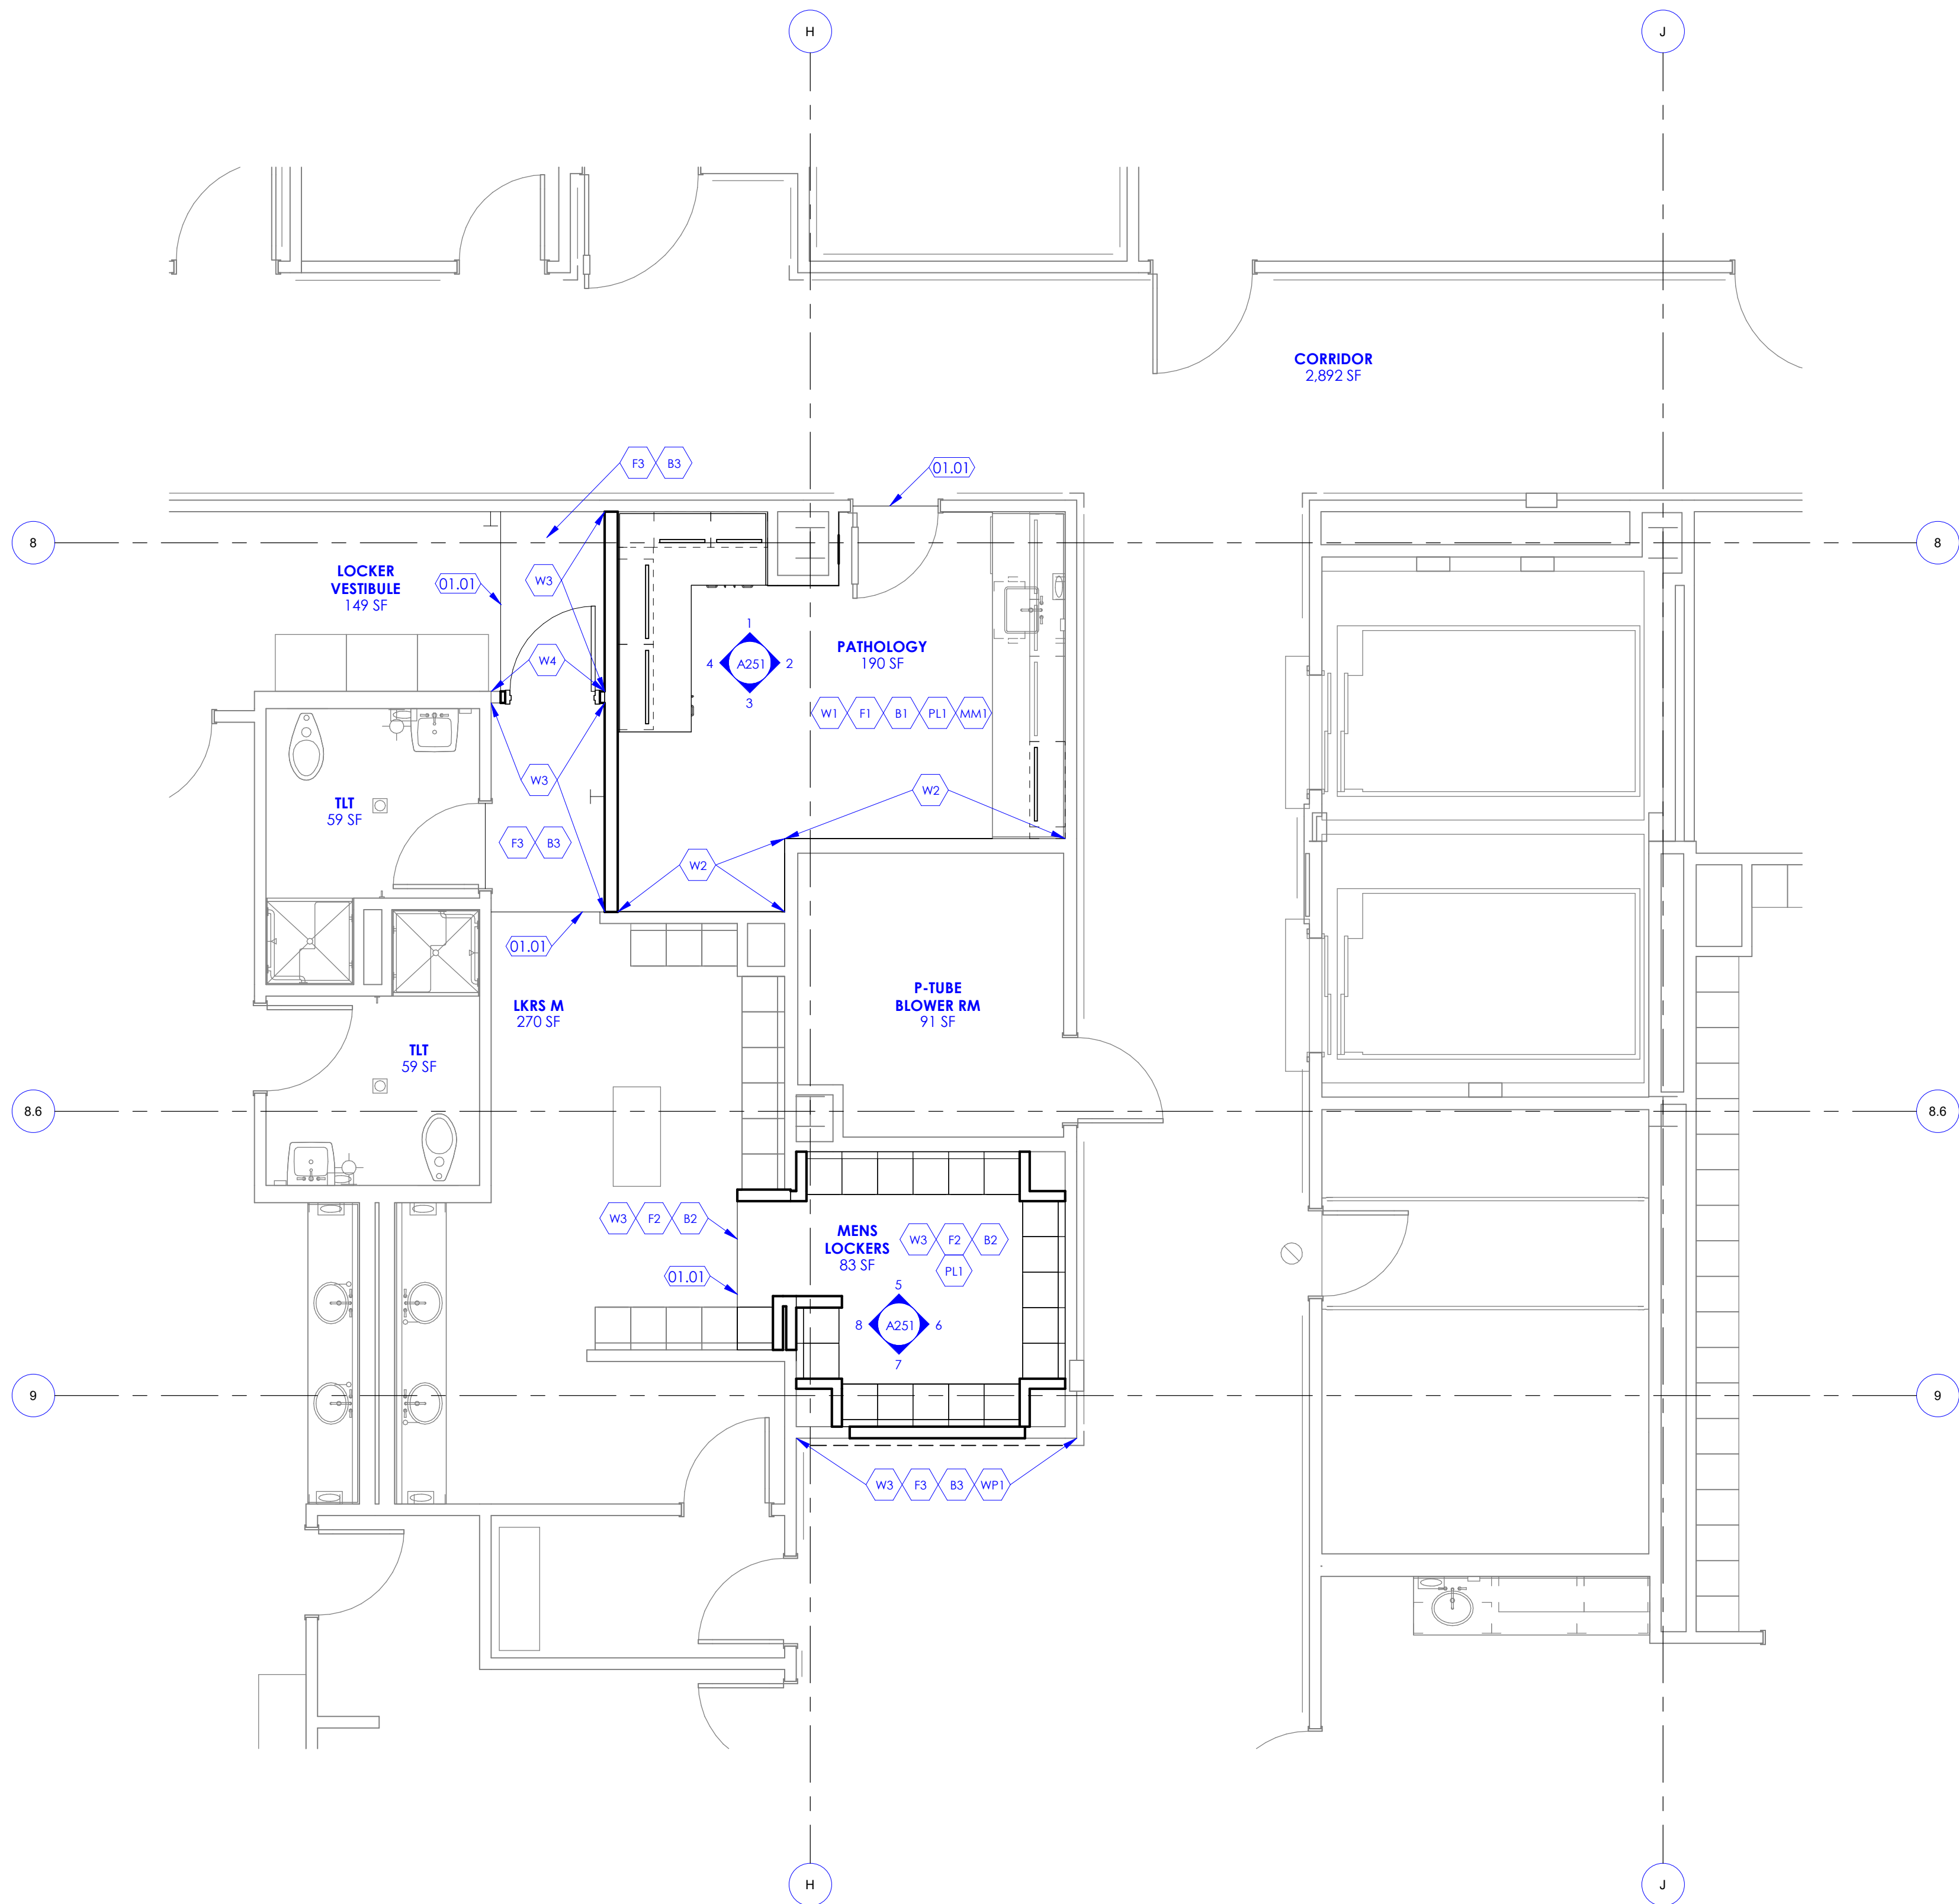 H
J
CORRIDOR
2,892 SF
F3 B3
01.01
8
8
LOCKER
VESTIBULE
149 SF
01.01
W3
1
4 A251 2
3
PATHOLOGY
190 SF
W4
W1 F1 B1 PL1 MM1
W3
W2
TLT
59 SF
F3 B3
W2
01.01
LKRS M
270 SF
P-TUBE
BLOWER RM
91 SF
TLT
59 SF
8.6
8.6
W3 F2 B2
MENS
LOCKERS
83 SF
W3 F2 B2
PL1
01.01
5
8 A251 6
7
9
9
W3 F3 B3 WP1
H
J